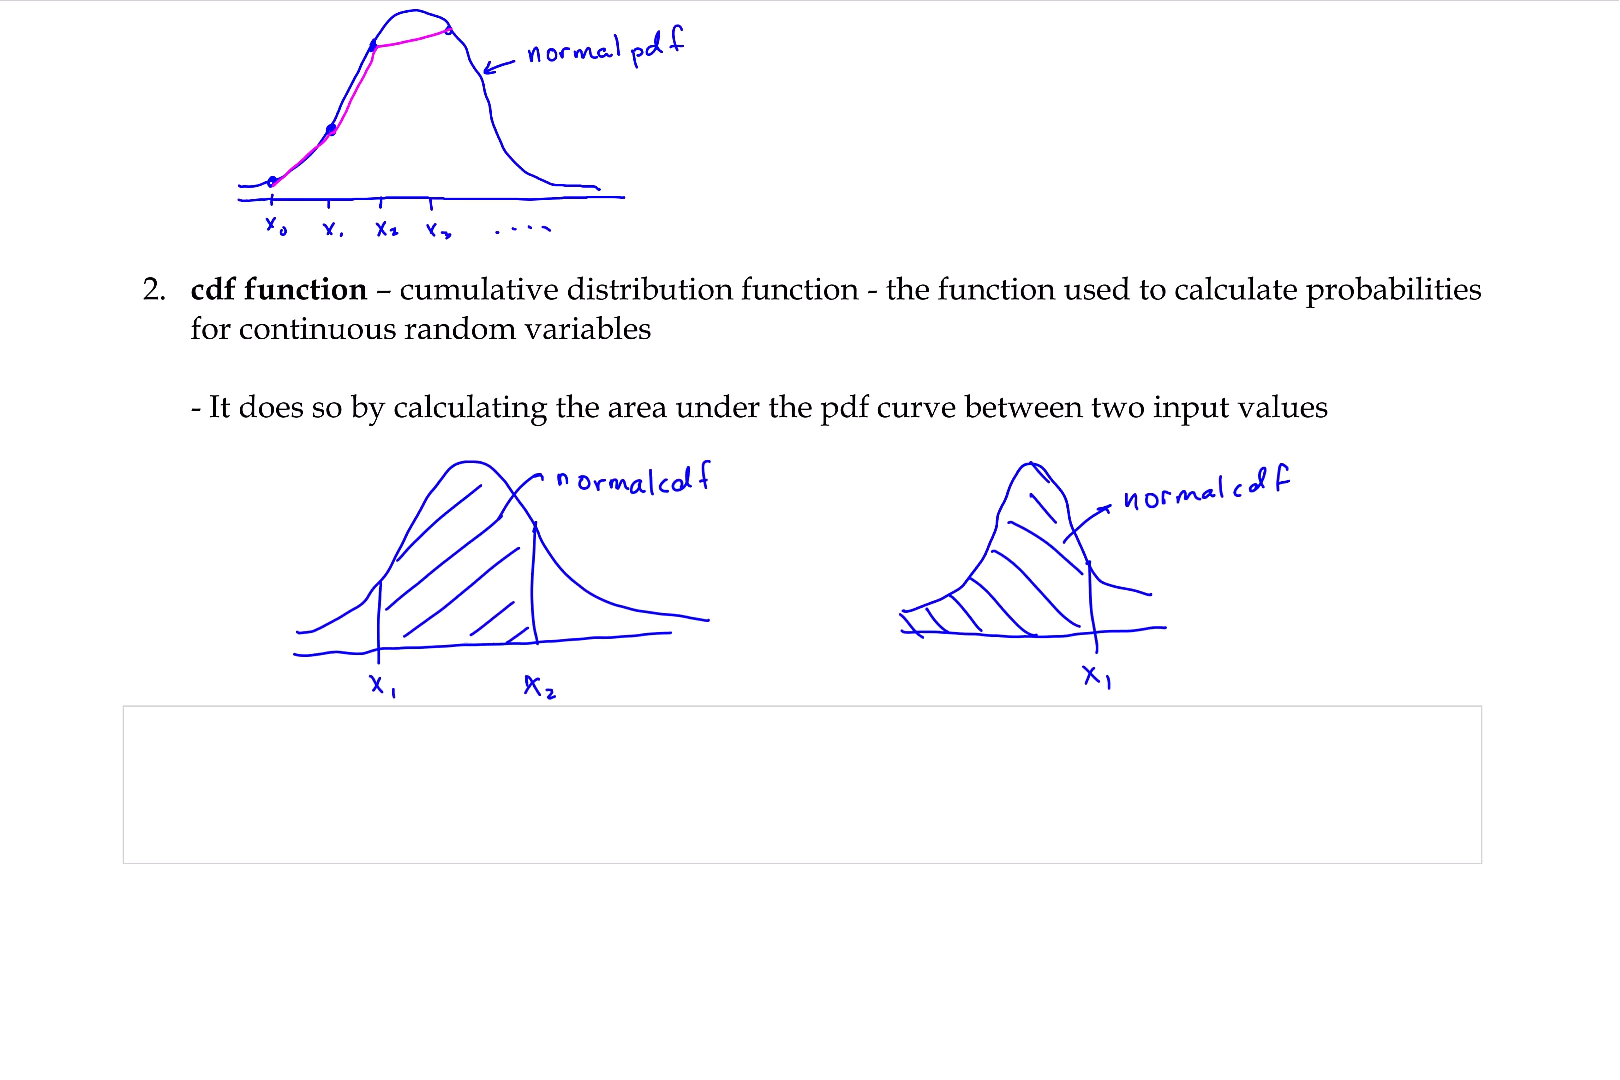 normalpdf
x₀ x₁ x₂ x₃ ....
2. cdf function – cumulative distribution function - the function used to calculate probabilities
for continuous random variables
- It does so by calculating the area under the pdf curve between two input values
normalcdf
normalcdf
x₁ x₂
x₁